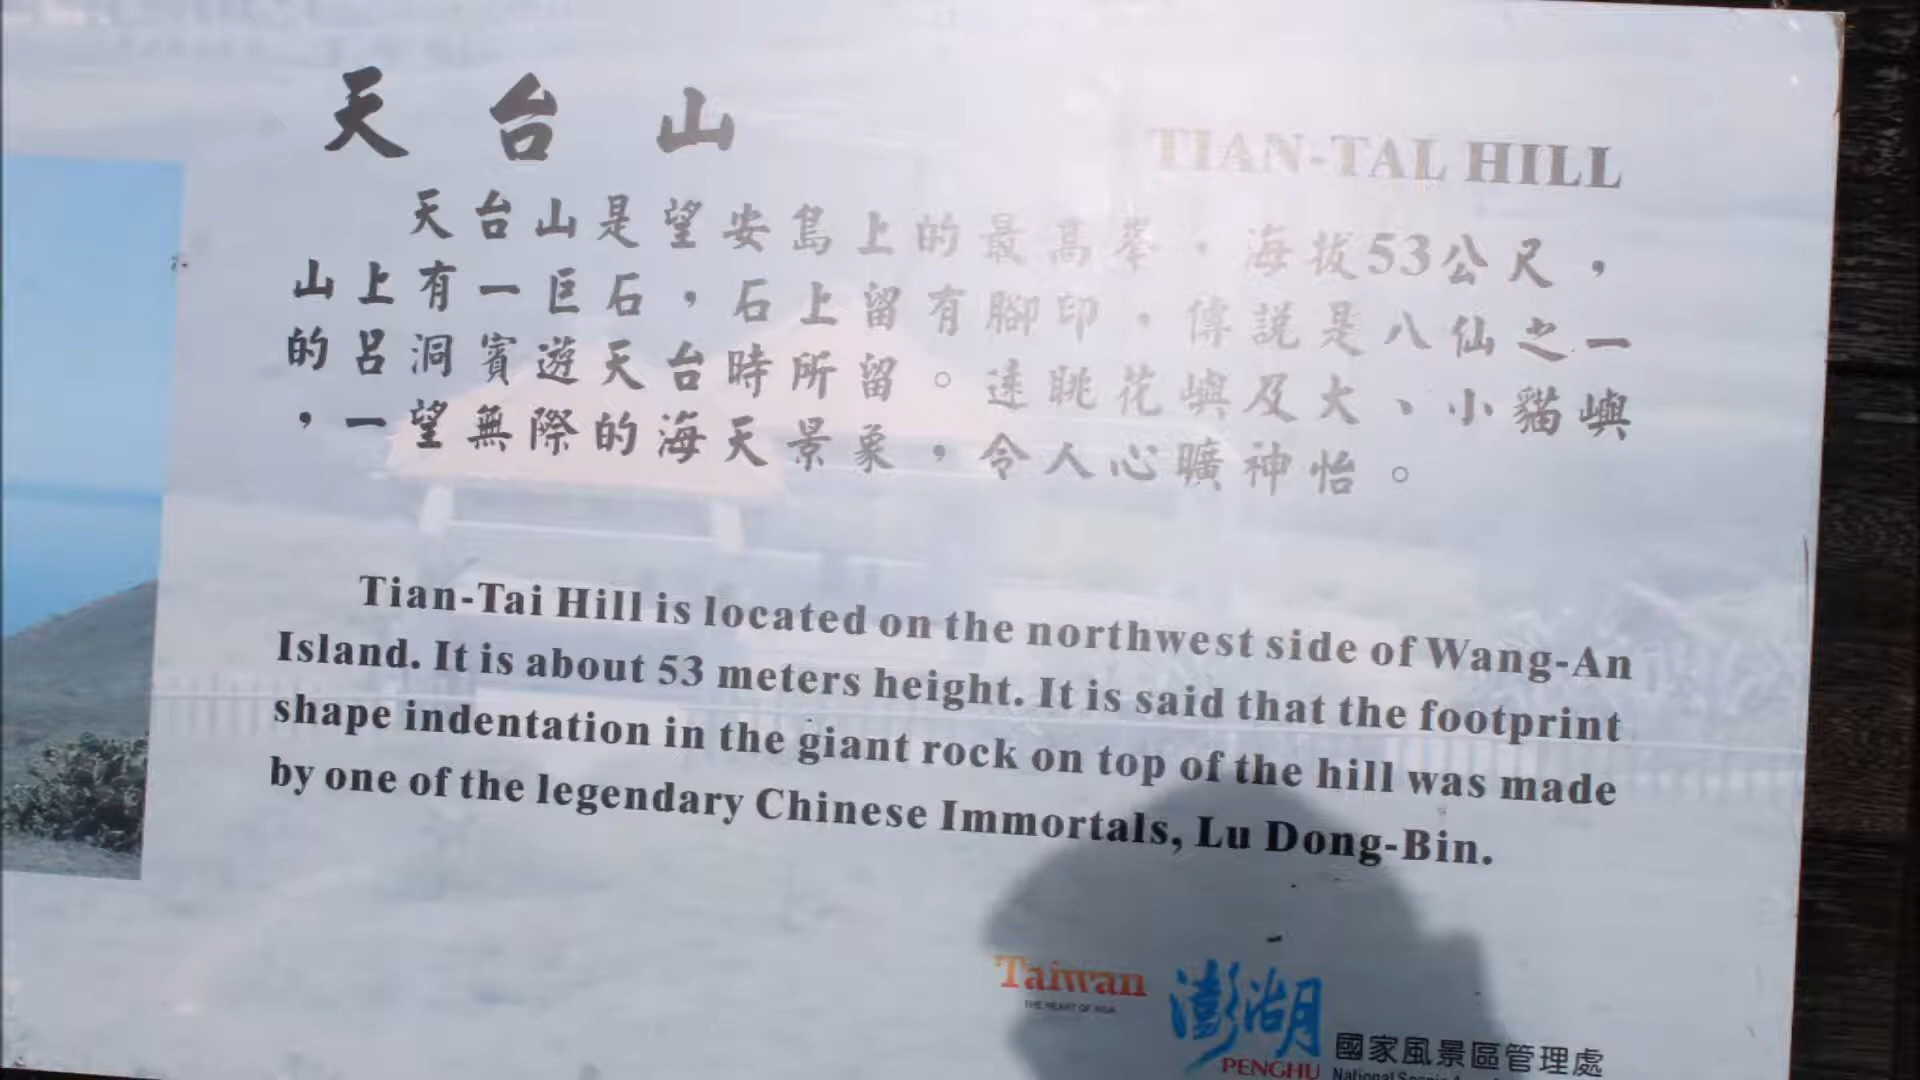 天台山
TIAN-TAL HILL
天台山是望安島上的最高峯，海拔53公尺，
山上有一巨石，石上留有腳印，傳說是八仙之一
的呂洞賓遊天台時所留。遠眺花嶼及大、小貓嶼
，一望無際的海天景象，令人心曠神怡。
Tian-Tai Hill is located on the northwest side of Wang-An
Island. It is about 53 meters height. It is said that the footprint
shape indentation in the giant rock on top of the hill was made
by one of the legendary Chinese Immortals, Lu Dong-Bin.
Taiwan
THE HEART OF ASIA
澎湖
PENGHU
國家風景區管理處
National Scenic